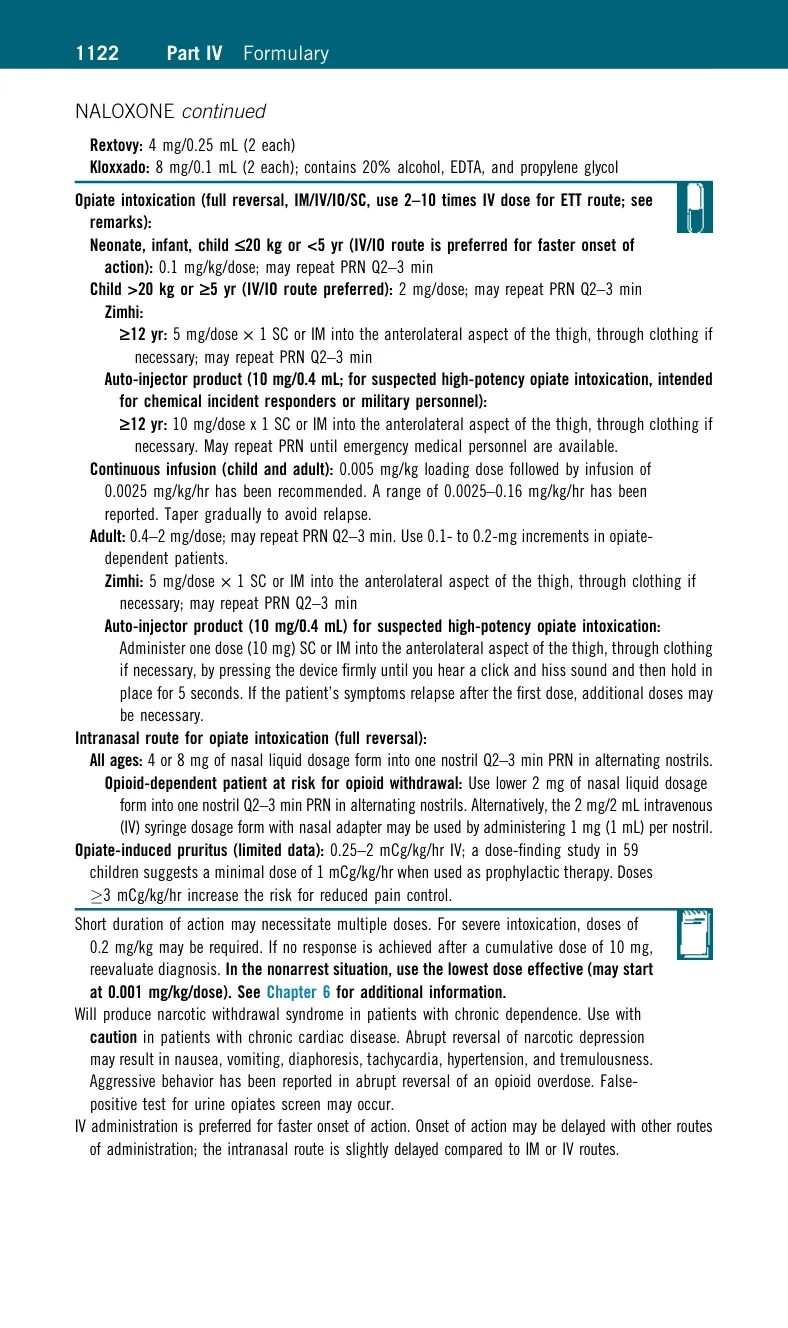 1122 Part IV Formulary
NALOXONE continued
Rextovy: 4 mg/0.25 mL (2 each)
Kloxxado: 8 mg/0.1 mL (2 each); contains 20% alcohol, EDTA, and propylene glycol
Opiate intoxication (full reversal, IM/IV/IO/SC, use 2–10 times IV dose for ETT route; see
remarks):
Neonate, infant, child ≤20 kg or <5 yr (IV/IO route is preferred for faster onset of
action): 0.1 mg/kg/dose; may repeat PRN Q2–3 min
Child >20 kg or ≥5 yr (IV/IO route preferred): 2 mg/dose; may repeat PRN Q2–3 min
Zimhi:
≥12 yr: 5 mg/dose × 1 SC or IM into the anterolateral aspect of the thigh, through clothing if
necessary; may repeat PRN Q2–3 min
Auto-injector product (10 mg/0.4 mL; for suspected high-potency opiate intoxication, intended
for chemical incident responders or military personnel):
≥12 yr: 10 mg/dose x 1 SC or IM into the anterolateral aspect of the thigh, through clothing if
necessary. May repeat PRN until emergency medical personnel are available.
Continuous infusion (child and adult): 0.005 mg/kg loading dose followed by infusion of
0.0025 mg/kg/hr has been recommended. A range of 0.0025–0.16 mg/kg/hr has been
reported. Taper gradually to avoid relapse.
Adult: 0.4–2 mg/dose; may repeat PRN Q2–3 min. Use 0.1- to 0.2-mg increments in opiate-
dependent patients.
Zimhi: 5 mg/dose × 1 SC or IM into the anterolateral aspect of the thigh, through clothing if
necessary; may repeat PRN Q2–3 min
Auto-injector product (10 mg/0.4 mL) for suspected high-potency opiate intoxication:
Administer one dose (10 mg) SC or IM into the anterolateral aspect of the thigh, through clothing
if necessary, by pressing the device firmly until you hear a click and hiss sound and then hold in
place for 5 seconds. If the patient's symptoms relapse after the first dose, additional doses may
be necessary.
Intranasal route for opiate intoxication (full reversal):
All ages: 4 or 8 mg of nasal liquid dosage form into one nostril Q2–3 min PRN in alternating nostrils.
Opioid-dependent patient at risk for opioid withdrawal: Use lower 2 mg of nasal liquid dosage
form into one nostril Q2–3 min PRN in alternating nostrils. Alternatively, the 2 mg/2 mL intravenous
(IV) syringe dosage form with nasal adapter may be used by administering 1 mg (1 mL) per nostril.
Opiate-induced pruritus (limited data): 0.25–2 mCg/kg/hr IV; a dose-finding study in 59
children suggests a minimal dose of 1 mCg/kg/hr when used as prophylactic therapy. Doses
≥3 mCg/kg/hr increase the risk for reduced pain control.
Short duration of action may necessitate multiple doses. For severe intoxication, doses of
0.2 mg/kg may be required. If no response is achieved after a cumulative dose of 10 mg,
reevaluate diagnosis. In the nonarrest situation, use the lowest dose effective (may start
at 0.001 mg/kg/dose). See Chapter 6 for additional information.
Will produce narcotic withdrawal syndrome in patients with chronic dependence. Use with
caution in patients with chronic cardiac disease. Abrupt reversal of narcotic depression
may result in nausea, vomiting, diaphoresis, tachycardia, hypertension, and tremulousness.
Aggressive behavior has been reported in abrupt reversal of an opioid overdose. False-
positive test for urine opiates screen may occur.
IV administration is preferred for faster onset of action. Onset of action may be delayed with other routes
of administration; the intranasal route is slightly delayed compared to IM or IV routes.